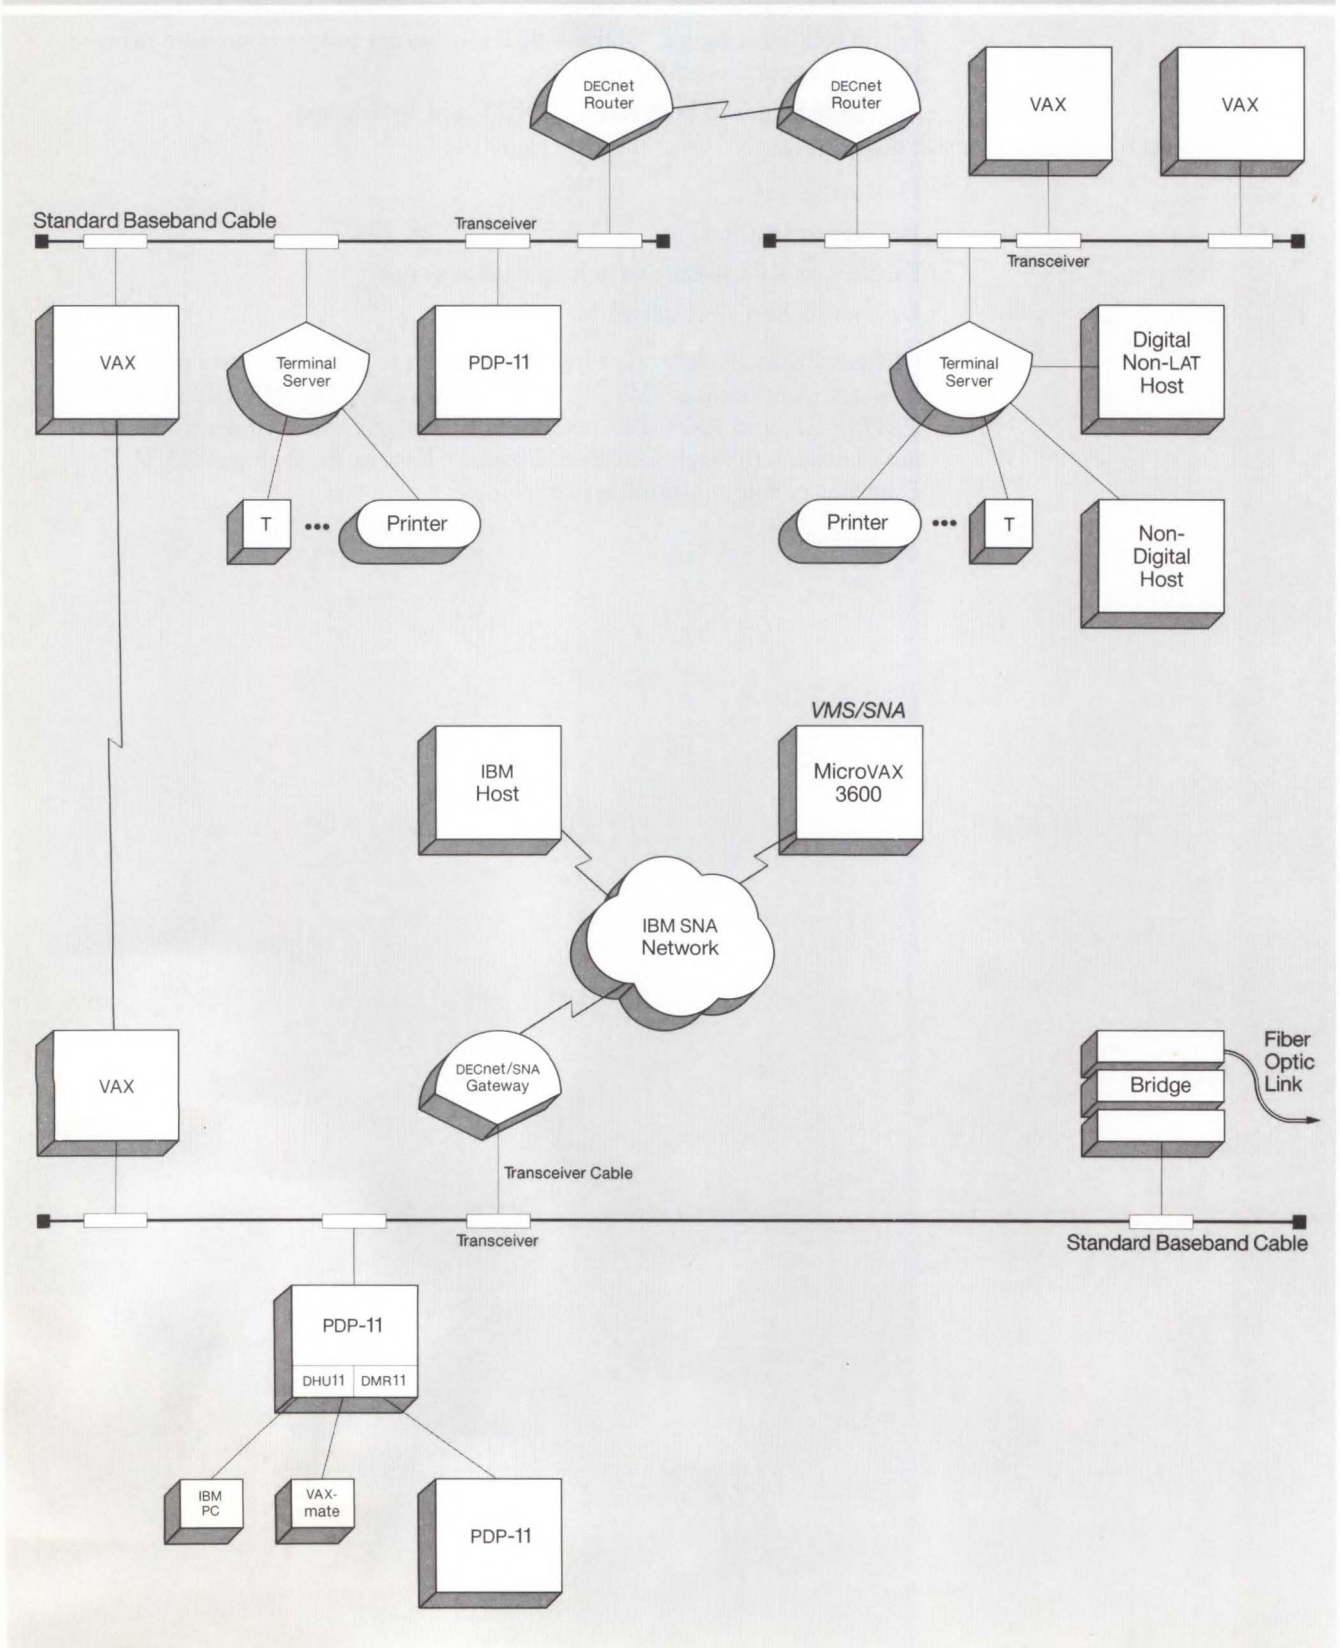 DECnet
Router
DECnet
Router
VAX
VAX
Standard Baseband Cable
Transceiver
Transceiver
VAX
Terminal
Server
PDP-11
Terminal
Server
Digital
Non-LAT
Host
T
•••
Printer
Printer
•••
T
Non-
Digital
Host
VMS/SNA
IBM
Host
MicroVAX
3600
IBM SNA
Network
VAX
DECnet/SNA
Gateway
Bridge
Fiber
Optic
Link
Transceiver Cable
Transceiver
Standard Baseband Cable
PDP-11
DHU11
DMR11
IBM
PC
VAX-
mate
PDP-11